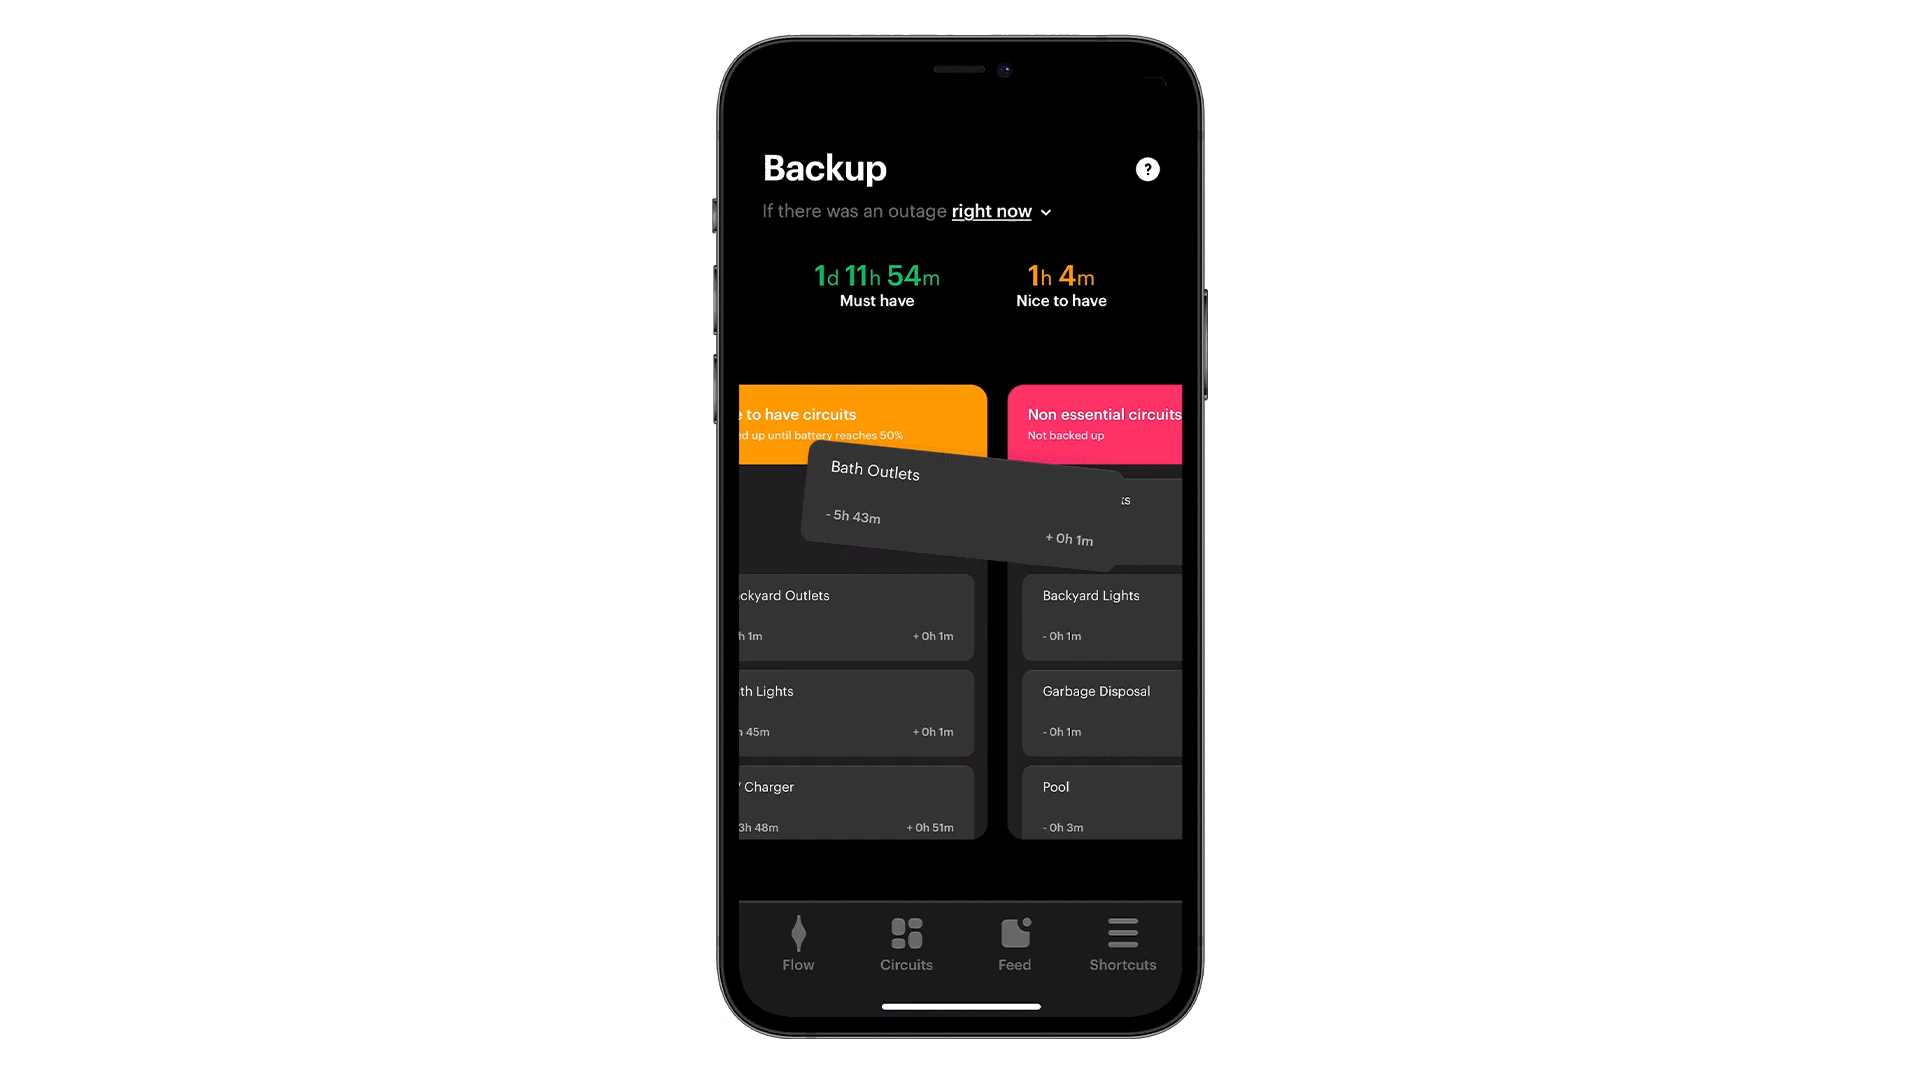 Backup
?
If there was an outage right now
1d 11h 54m
Must have
1h 4m
Nice to have
e to have circuits
ed up until battery reaches 50%
Non essential circuits
Not backed up
Bath Outlets
- 5h 43m
+ 0h 1m
ts
ckyard Outlets
h 1m
+ 0h 1m
Backyard Lights
- 0h 1m
th Lights
45m
+ 0h 1m
Garbage Disposal
- 0h 1m
Charger
3h 48m
+ 0h 51m
Pool
- 0h 3m
Flow
Circuits
Feed
Shortcuts